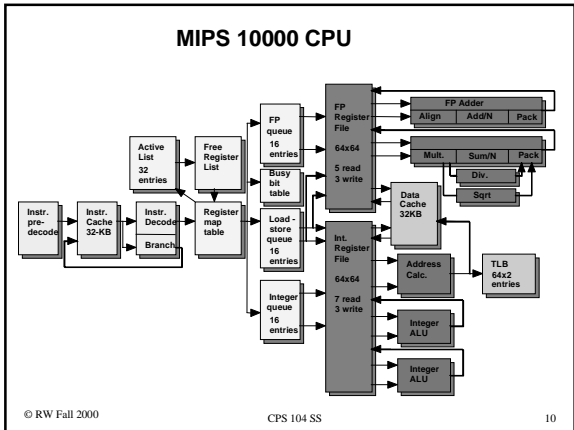 MIPS 10000 CPU
Instr.
pre-
decode
Instr.
Cache
32-KB
Instr.
Decode
Branch
Active
List
32
entries
Free
Register
List
Register
map
table
FP
queue
16
entries
Busy
bit
table
Load -
store
queue
16
entries
Integer
queue
16
entries
FP
Register
File
64x64
5 read
3 write
Int.
Register
File
64x64
7 read
3 write
FP Adder
Align Add/N Pack
Mult. Sum/N Pack
Div.
Sqrt
Data
Cache
32KB
Address
Calc.
TLB
64x2
entries
Integer
ALU
Integer
ALU
© RW Fall 2000
CPS 104 SS
10